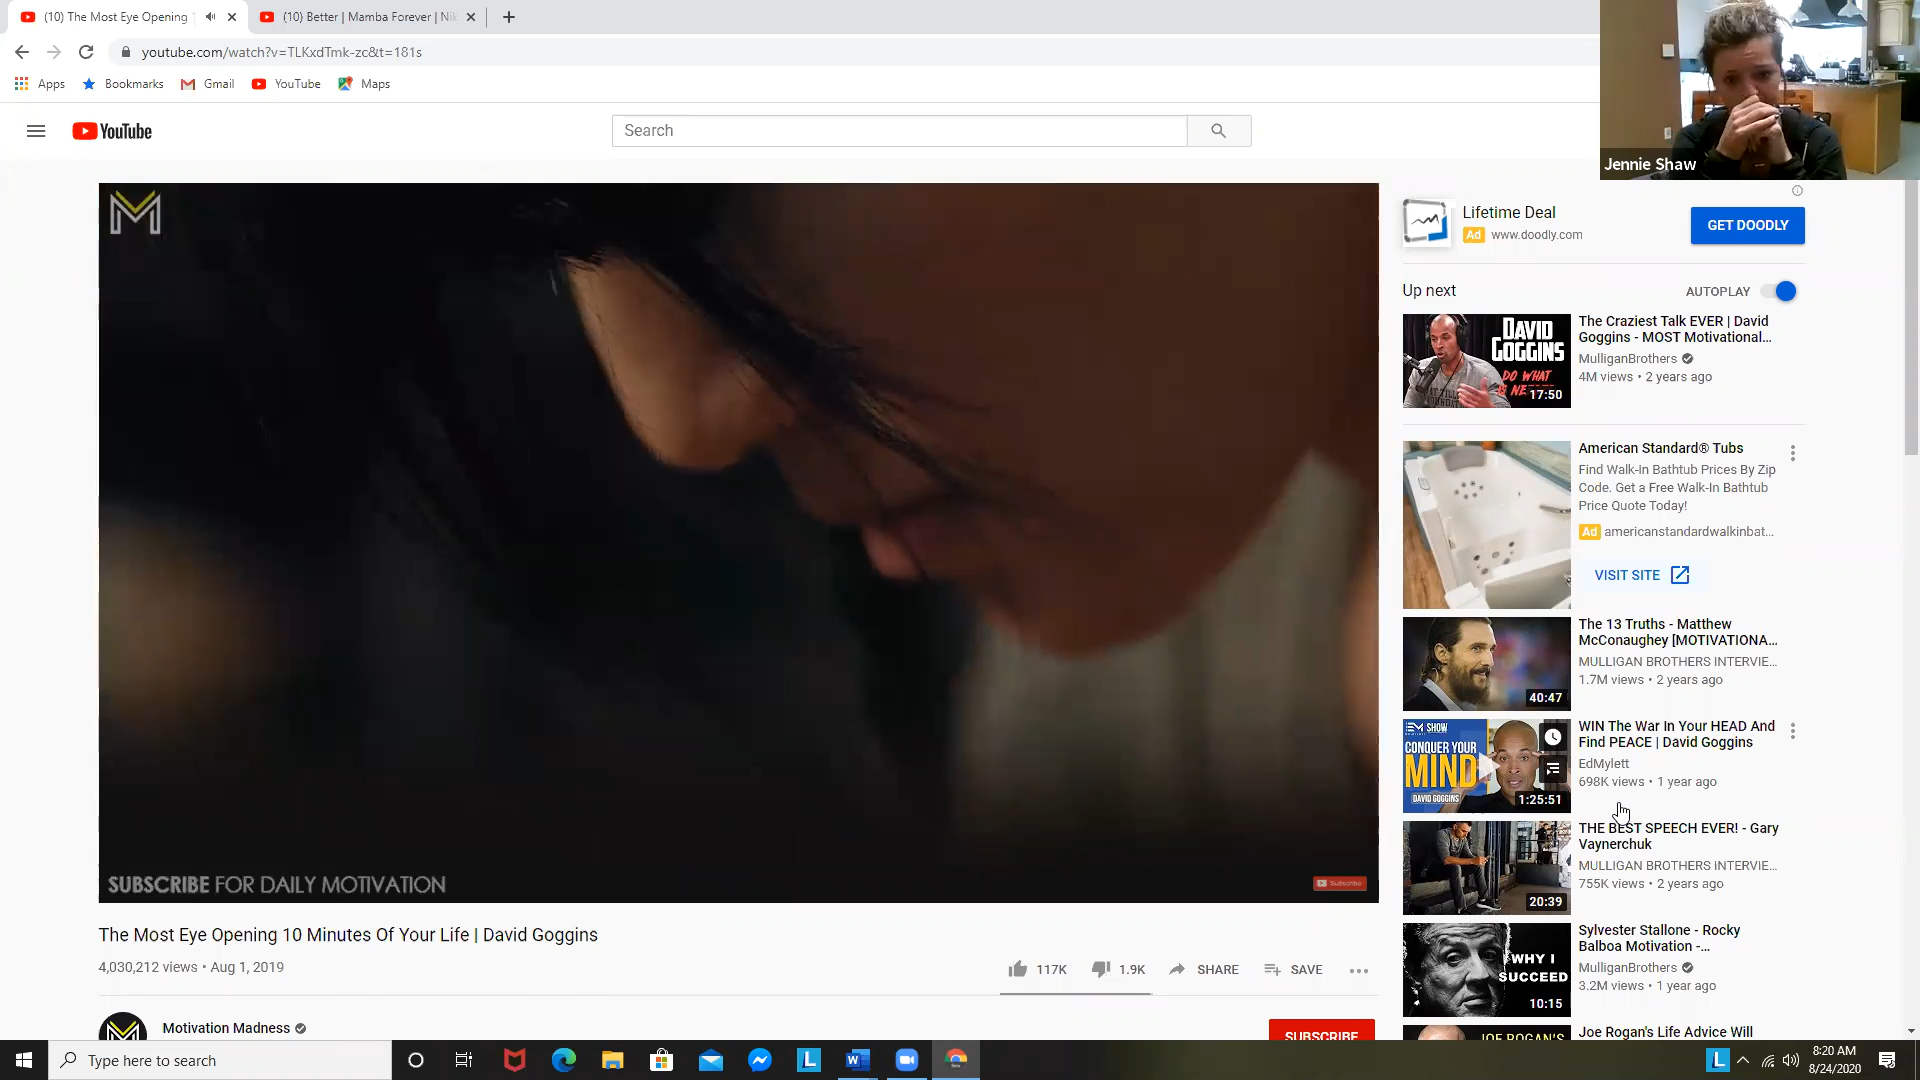 (10) The Most Eye Opening
(10) Better | Mamba Forever | Nik
youtube.com/watch?v=TLKxdTmk-zc&t=181s
Apps
Bookmarks
Gmail
YouTube
Maps
YouTube
Search
Jennie Shaw
M
SUBSCRIBE FOR DAILY MOTIVATION
Subscribe
The Most Eye Opening 10 Minutes Of Your Life | David Goggins
4,030,212 views • Aug 1, 2019
117K
1.9K
SHARE
SAVE
Motivation Madness
SUBSCRIBE
Lifetime Deal
Ad www.doodly.com
GET DOODLY
Up next
AUTOPLAY
DAVID
GOGGINS
DO WHAT
17:50
The Craziest Talk EVER | David
Goggins - MOST Motivational...
MulliganBrothers
4M views • 2 years ago
American Standard® Tubs
Find Walk-In Bathtub Prices By Zip
Code. Get a Free Walk-In Bathtub
Price Quote Today!
Ad americanstandardwalkinbat...
VISIT SITE
40:47
The 13 Truths - Matthew
McConaughey [MOTIVATIONA...
MULLIGAN BROTHERS INTERVIE...
1.7M views • 2 years ago
EM SHOW
CONQUER YOUR
MIND
DAVID GOGGINS
1:25:51
WIN The War In Your HEAD And
Find PEACE | David Goggins
EdMylett
698K views • 1 year ago
20:39
THE BEST SPEECH EVER! - Gary
Vaynerchuk
MULLIGAN BROTHERS INTERVIE...
755K views • 2 years ago
WHY I
SUCCEED
10:15
Sylvester Stallone - Rocky
Balboa Motivation -...
MulliganBrothers
3.2M views • 1 year ago
JOE ROGAN'S
Joe Rogan's Life Advice Will
Type here to search
8:20 AM
8/24/2020